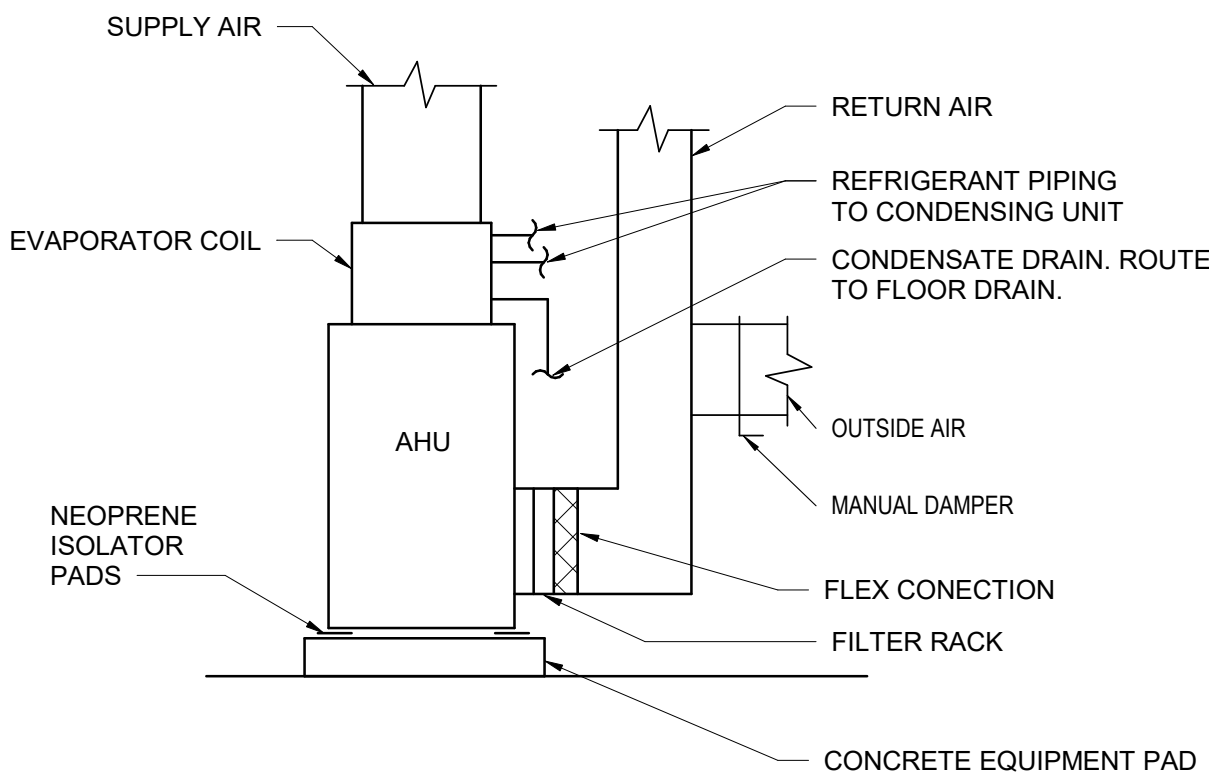 SUPPLY AIR
RETURN AIR
REFRIGERANT PIPING
TO CONDENSING UNIT
EVAPORATOR COIL
CONDENSATE DRAIN. ROUTE
TO FLOOR DRAIN.
OUTSIDE AIR
AHU
MANUAL DAMPER
NEOPRENE
ISOLATOR
PADS
FLEX CONECTION
FILTER RACK
CONCRETE EQUIPMENT PAD